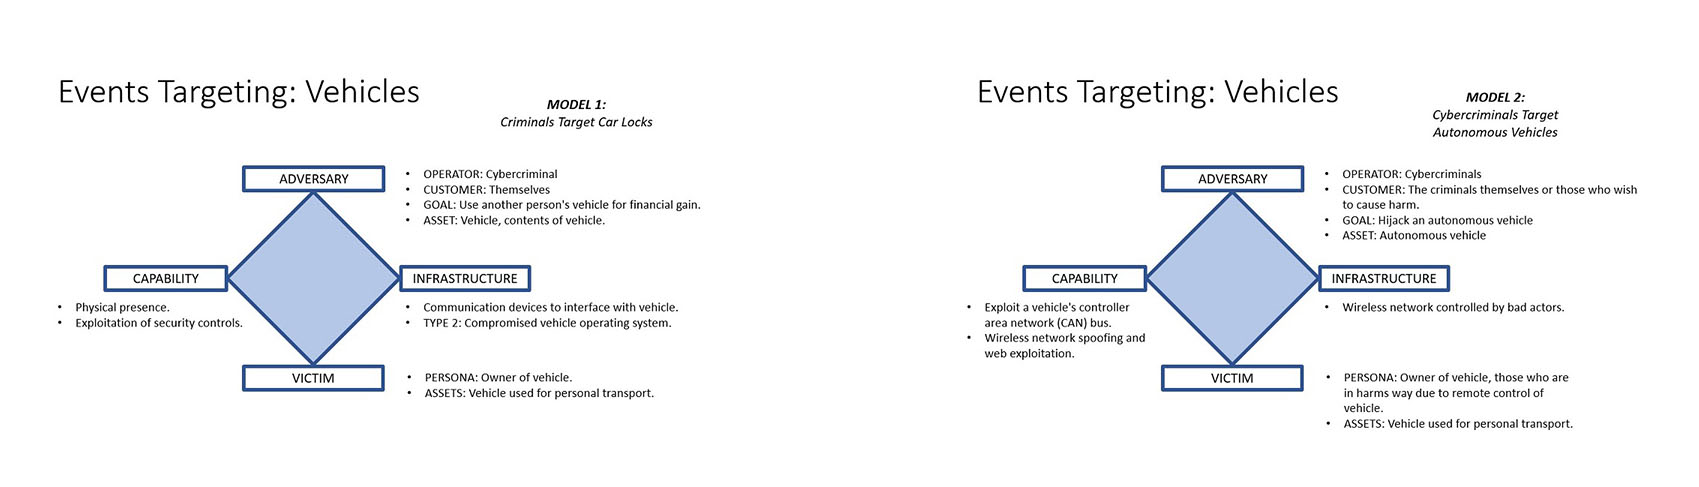 Events Targeting: Vehicles
MODEL 1:
Criminals Target Car Locks
ADVERSARY
• OPERATOR: Cybercriminal
• CUSTOMER: Themselves
• GOAL: Use another person's vehicle for financial gain.
• ASSET: Vehicle, contents of vehicle.
CAPABILITY
• Physical presence.
• Exploitation of security controls.
INFRASTRUCTURE
• Communication devices to interface with vehicle.
• TYPE 2: Compromised vehicle operating system.
VICTIM
• PERSONA: Owner of vehicle.
• ASSETS: Vehicle used for personal transport.
Events Targeting: Vehicles
MODEL 2:
Cybercriminals Target
Autonomous Vehicles
ADVERSARY
• OPERATOR: Cybercriminals
• CUSTOMER: The criminals themselves or those who wish
to cause harm.
• GOAL: Hijack an autonomous vehicle
• ASSET: Autonomous vehicle
CAPABILITY
• Exploit a vehicle's controller
area network (CAN) bus.
• Wireless network spoofing and
web exploitation.
INFRASTRUCTURE
• Wireless network controlled by bad actors.
VICTIM
• PERSONA: Owner of vehicle, those who are
in harms way due to remote control of
vehicle.
• ASSETS: Vehicle used for personal transport.